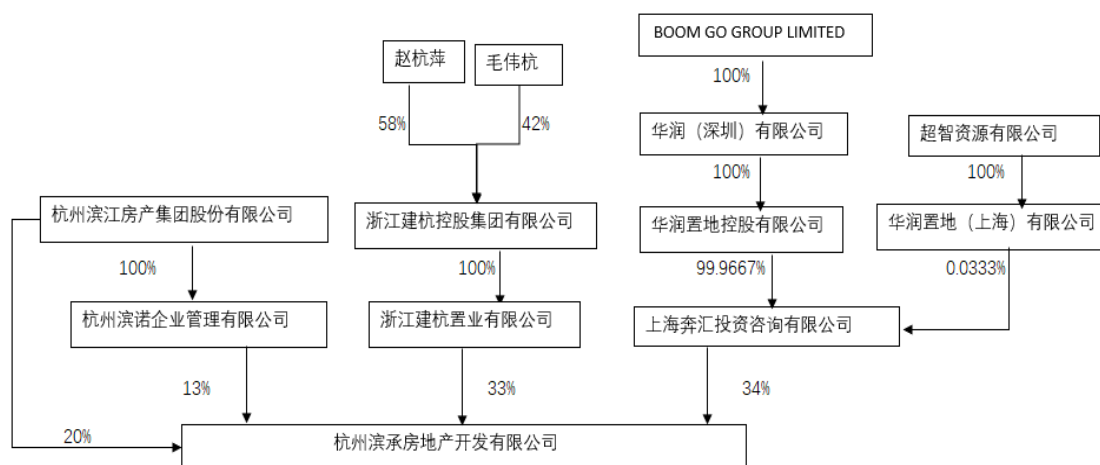 BOOM GO GROUP LIMITED
赵杭萍
毛伟杭
100%
58%
42%
华润（深圳）有限公司
超智资源有限公司
100%
100%
杭州滨江房产集团股份有限公司
浙江建杭控股集团有限公司
华润置地控股有限公司
华润置地（上海）有限公司
100%
100%
99.9667%
0.0333%
杭州滨诺企业管理有限公司
浙江建杭置业有限公司
上海奔汇投资咨询有限公司
13%
33%
34%
20%
杭州滨承房地产开发有限公司